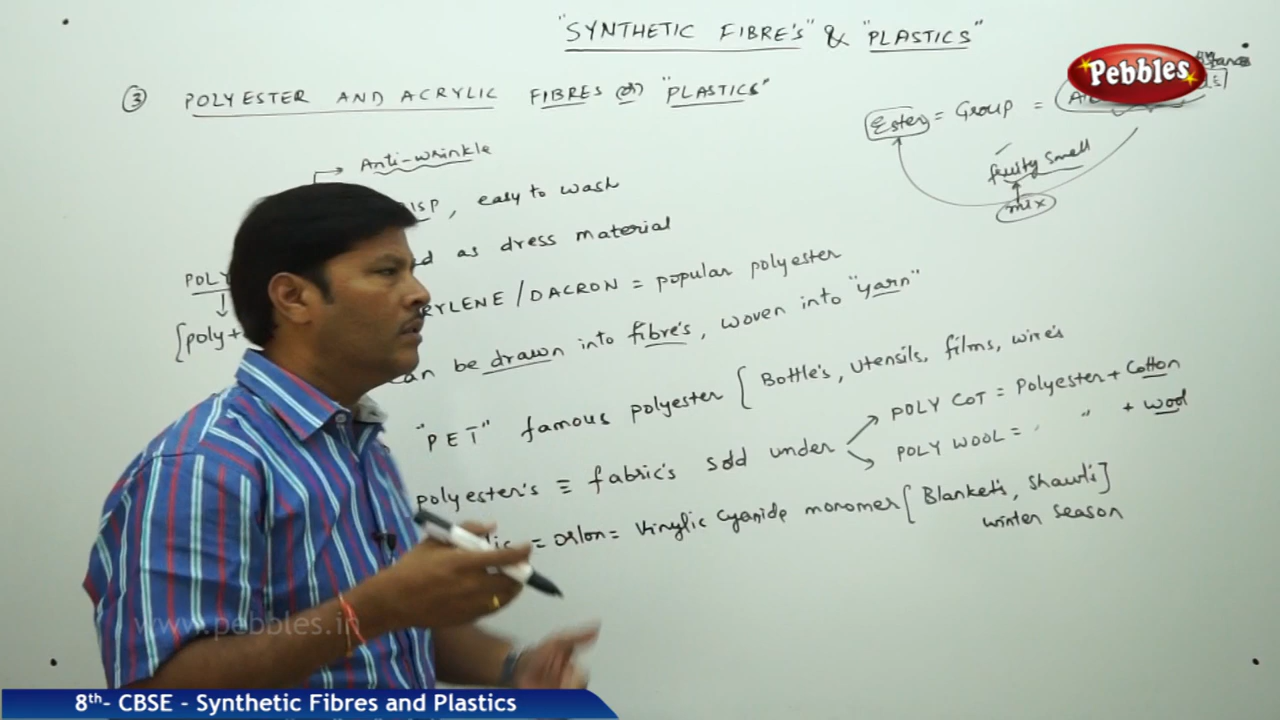 "SYNTHETIC FIBRE'S" & "PLASTICS"
Pebbles
③ POLYESTER AND ACRYLIC FIBRES (or) "PLASTICS"
Ester = Group =
fruity smell
mix
Anti-wrinkle
, easy to wash
as dress material
POLY
[poly+
RYLENE / DACRON = popular polyester
can be drawn into fibre's, woven into "yarn"
"PET" famous polyester [ Bottle's, utensils, films, wire's
polyester's ≡ fabric's sold under
POLY COT = Polyester + Cotton
POLY WOOL = " + wool
= orlon = Vinylic Cyanide monomer [Blanket's, shawl's]
winter season
www.pebbles.in
8th- CBSE - Synthetic Fibres and Plastics